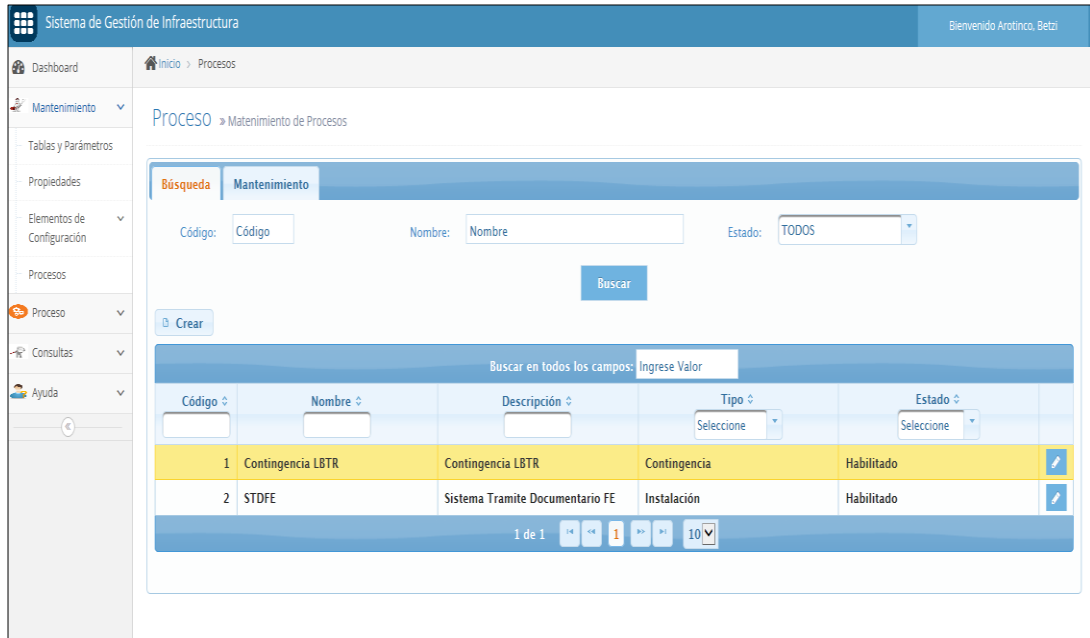 Sistema de Gestión de Infraestructura
Bienvenido Arotinco, Betzi
Dashboard
Mantenimiento
Tablas y Parámetros
Propiedades
Elementos de
Configuración
Procesos
Proceso
Consultas
Ayuda
Inicio > Procesos
Proceso » Matenimiento de Procesos
Búsqueda Mantenimiento
Código: Código Nombre: Nombre Estado: TODOS
Buscar
Crear
Buscar en todos los campos: Ingrese Valor
Código Nombre Descripción Tipo Estado
Seleccione Seleccione
1 Contingencia LBTR Contingencia LBTR Contingencia Habilitado
2 STDFE Sistema Tramite Documentario FE Instalación Habilitado
1 de 1 1 10